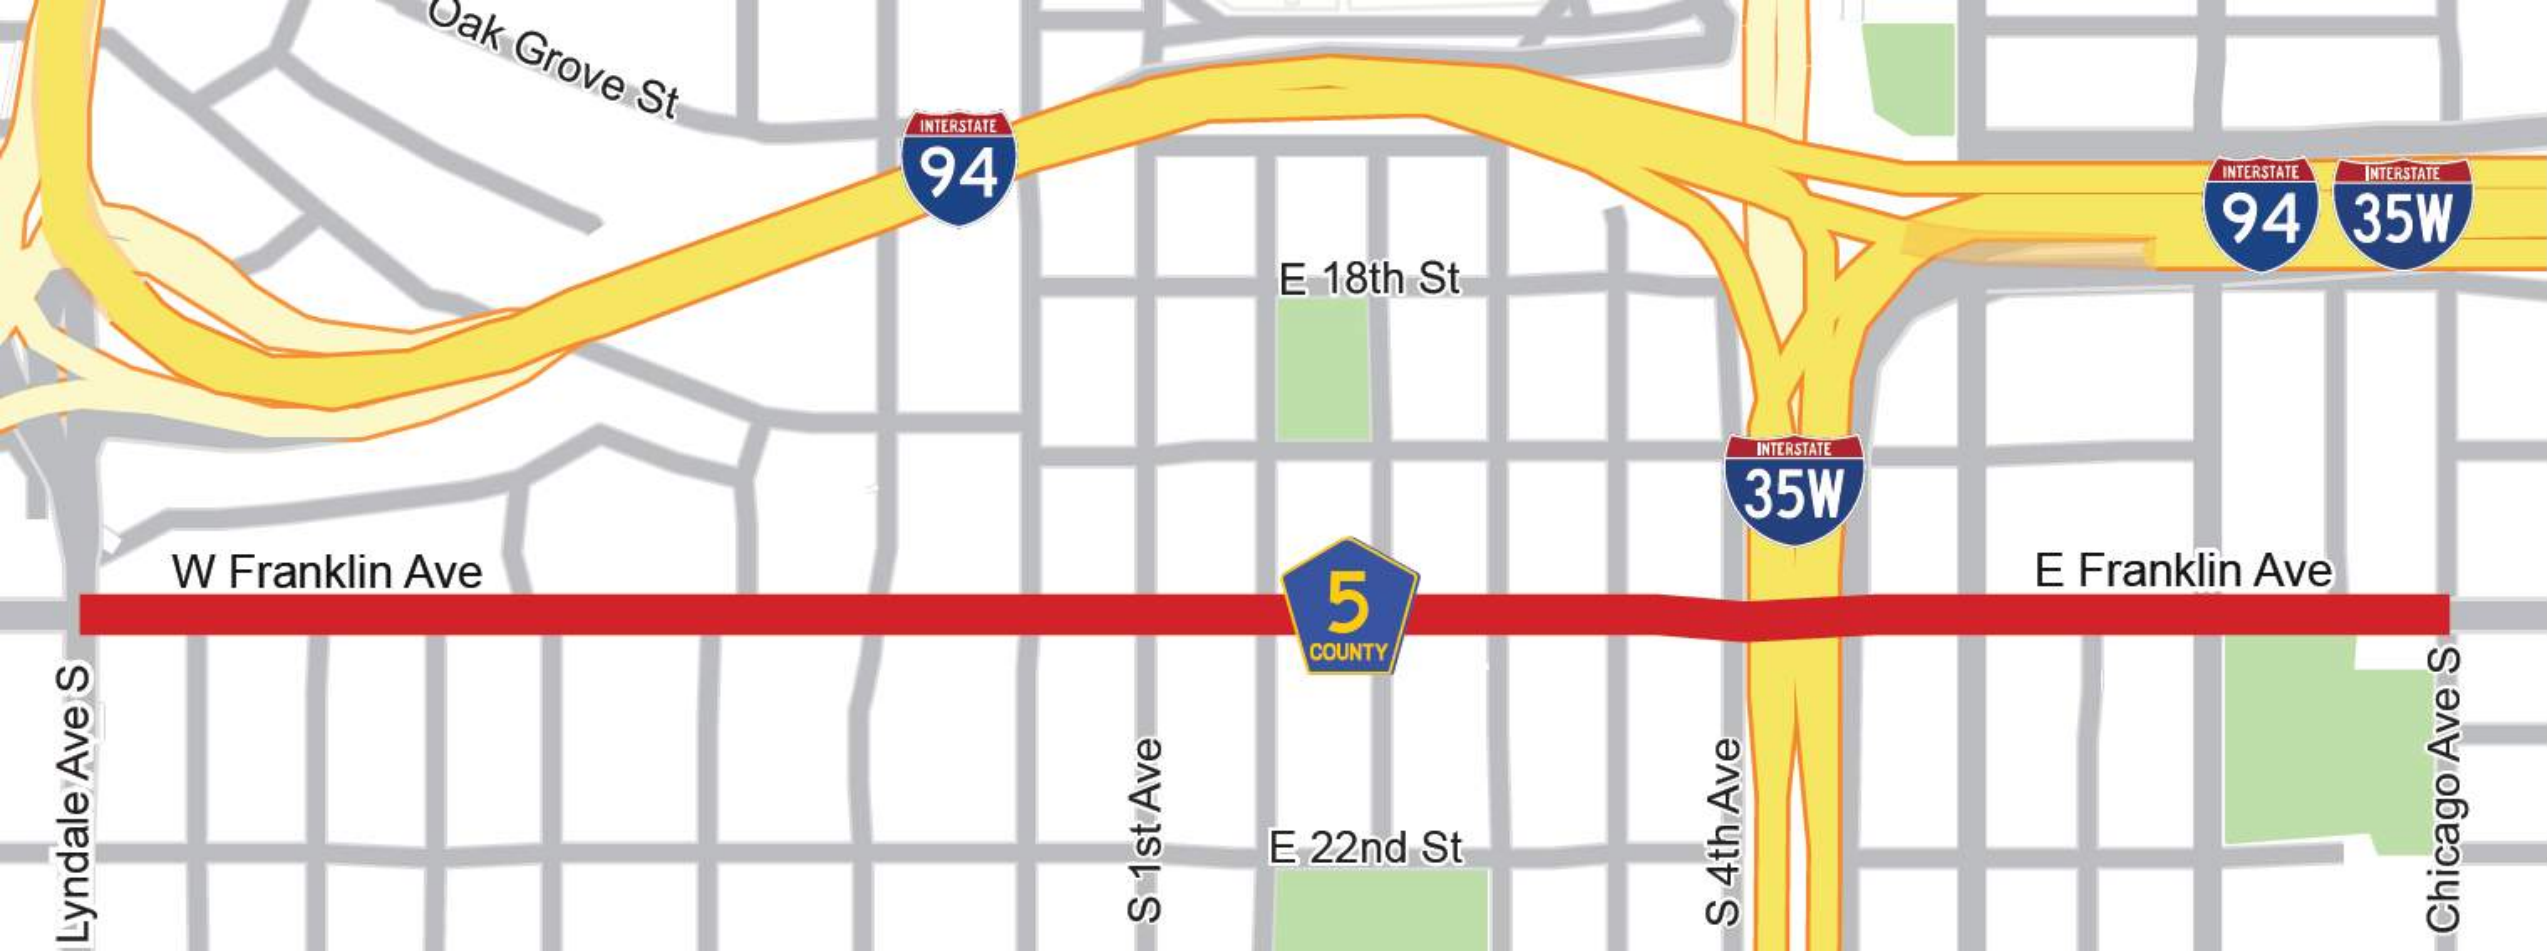 Oak Grove St
INTERSTATE
94
INTERSTATE
94
INTERSTATE
35W
E 18th St
INTERSTATE
35W
W Franklin Ave
5
COUNTY
E Franklin Ave
Lyndale Ave S
S 1st Ave
E 22nd St
S 4th Ave
Chicago Ave S